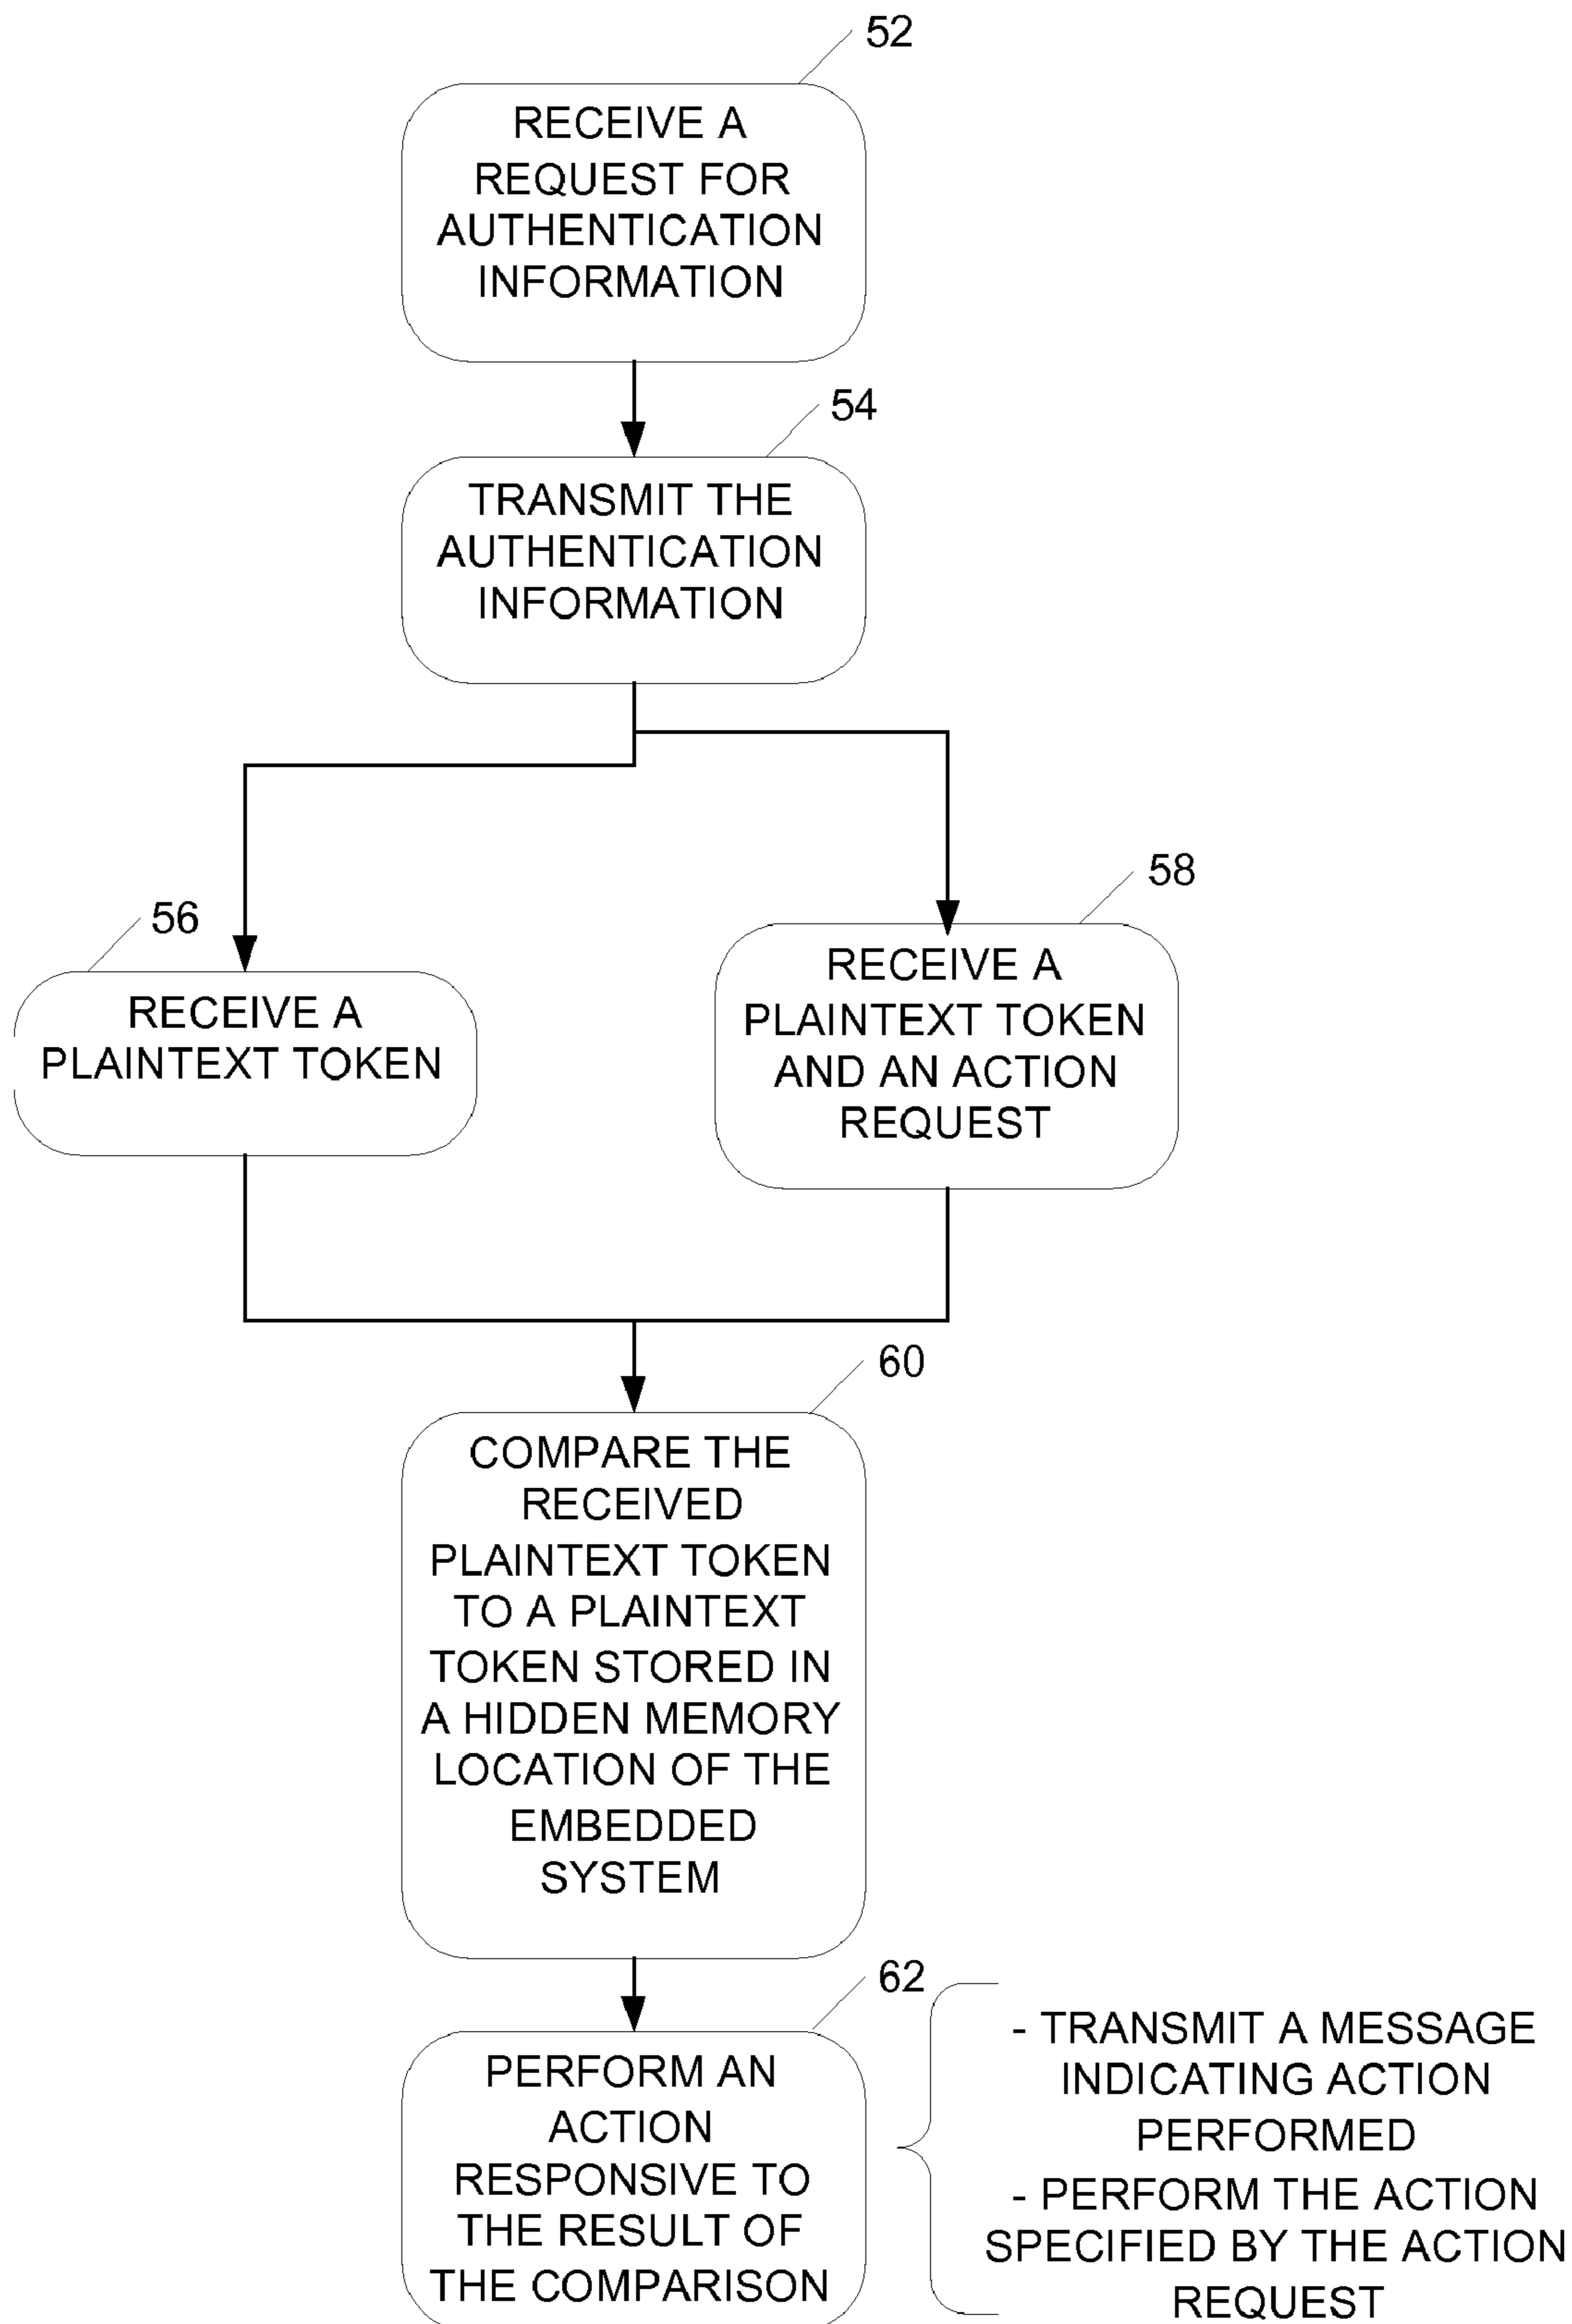 52
RECEIVE A
REQUEST FOR
AUTHENTICATION
INFORMATION
54
TRANSMIT THE
AUTHENTICATION
INFORMATION
56
RECEIVE A
PLAINTEXT TOKEN
58
RECEIVE A
PLAINTEXT TOKEN
AND AN ACTION
REQUEST
60
COMPARE THE
RECEIVED
PLAINTEXT TOKEN
TO A PLAINTEXT
TOKEN STORED IN
A HIDDEN MEMORY
LOCATION OF THE
EMBEDDED
SYSTEM
62
PERFORM AN
ACTION
RESPONSIVE TO
THE RESULT OF
THE COMPARISON
- TRANSMIT A MESSAGE
INDICATING ACTION
PERFORMED
- PERFORM THE ACTION
SPECIFIED BY THE ACTION
REQUEST